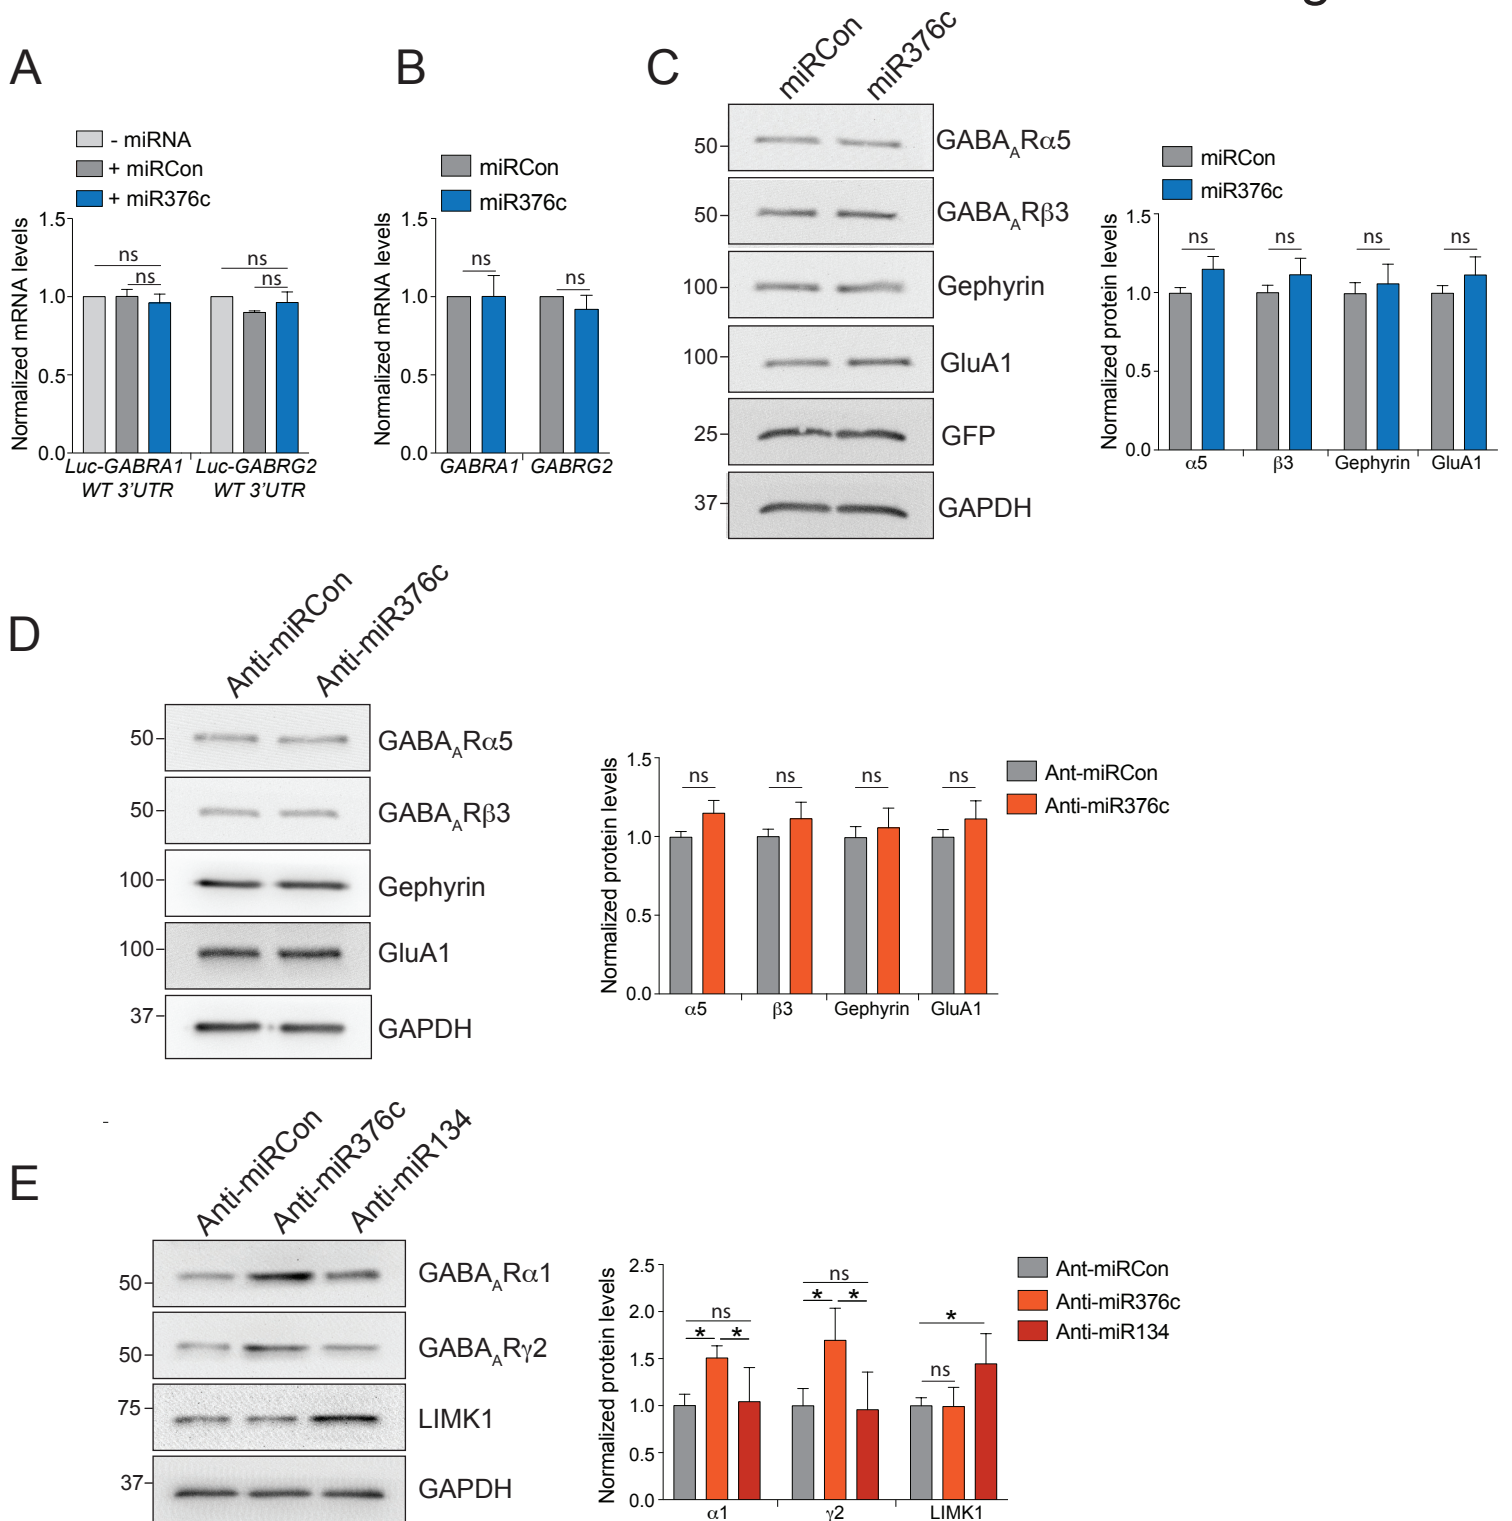 g
A
- miRNA
+ miRCon
+ miR376c
Normalized mRNA levels
1.5
1.0
0.5
0.0
ns
ns
ns
ns
Luc-GABRA1
WT 3'UTR
Luc-GABRG2
WT 3'UTR
B
miRCon
miR376c
Normalized mRNA levels
1.5
1.0
0.5
0.0
ns
ns
GABRA1
GABRG2
C
miRCon
miR376c
50
GABAARα5
50
GABAARβ3
100
Gephyrin
100
GluA1
25
GFP
37
GAPDH
miRCon
miR376c
Normalized protein levels
1.5
1.0
0.5
0.0
ns
ns
ns
ns
α5
β3
Gephyrin
GluA1
D
Anti-miRCon
Anti-miR376c
50
GABAARα5
50
GABAARβ3
100
Gephyrin
100
GluA1
37
GAPDH
Normalized protein levels
1.5
1.0
0.5
0.0
ns
ns
ns
ns
α5
β3
Gephyrin
GluA1
Ant-miRCon
Anti-miR376c
E
Anti-miRCon
Anti-miR376c
Anti-miR134
50
GABAARα1
50
GABAARγ2
75
LIMK1
37
GAPDH
Normalized protein levels
2.5
2.0
1.5
1.0
0.5
0.0
ns
* *
ns
* *
*
ns
α1
γ2
LIMK1
Ant-miRCon
Anti-miR376c
Anti-miR134